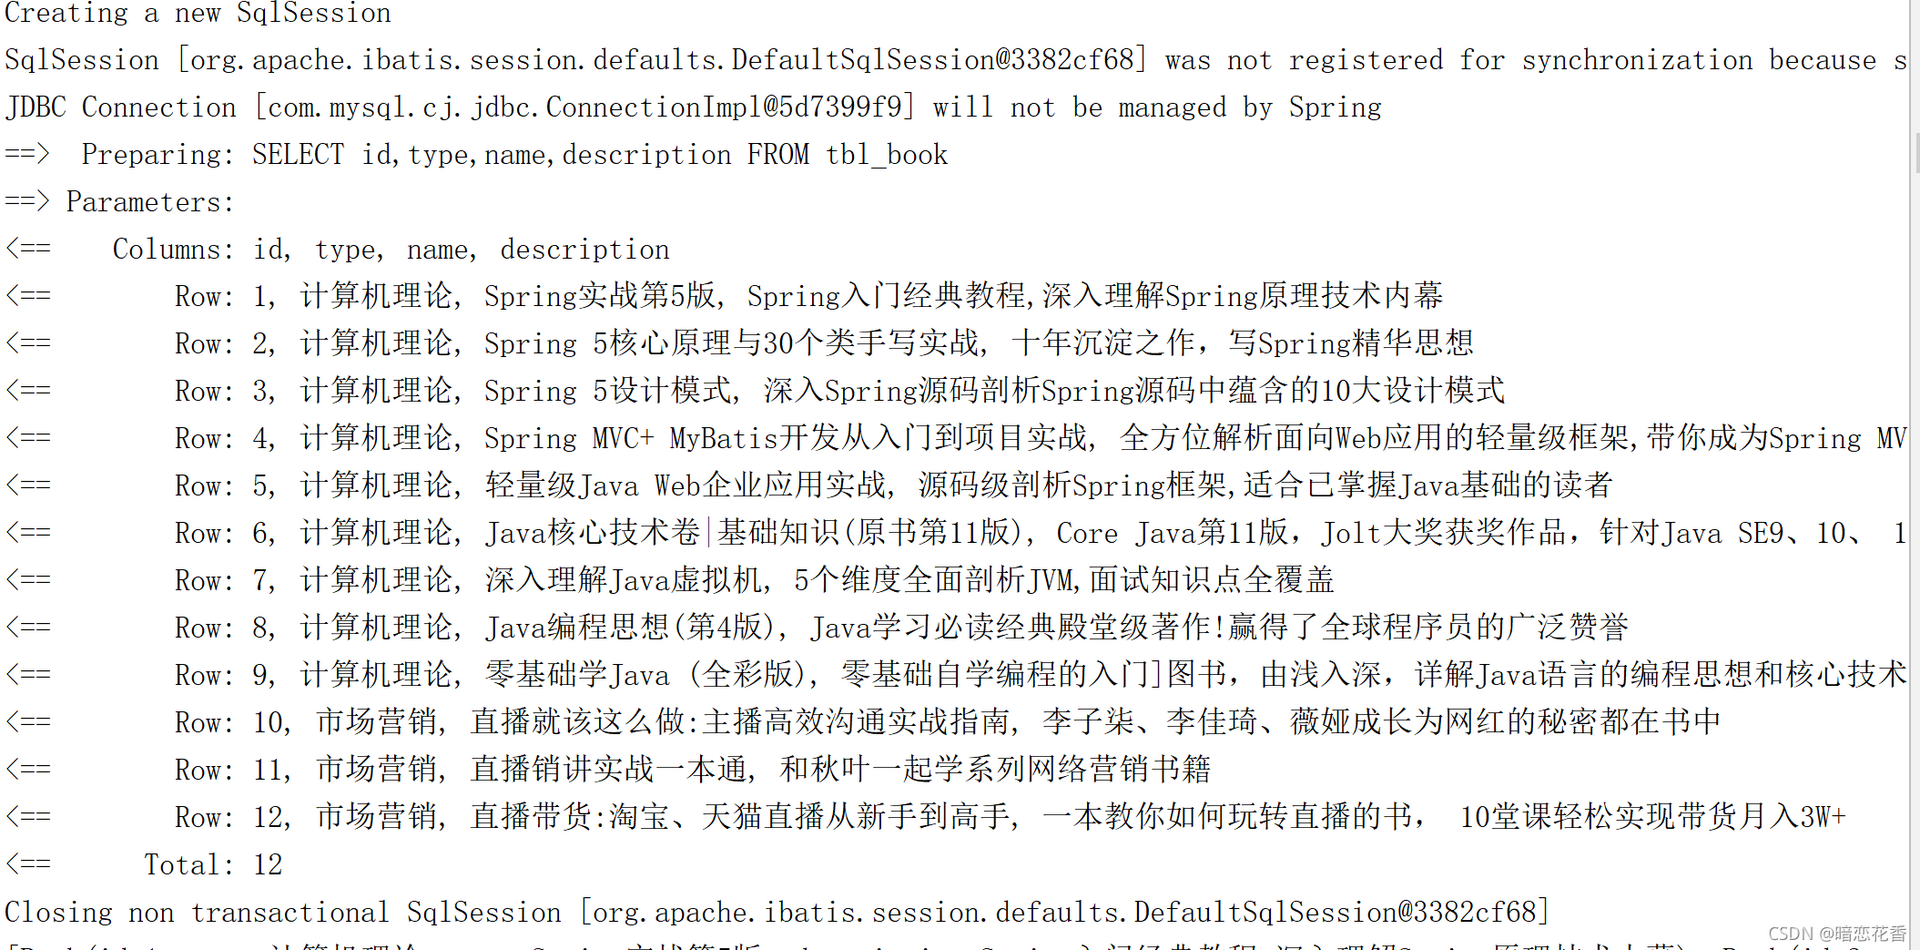 Creating a new SqlSession
SqlSession [org.apache.ibatis.session.defaults.DefaultSqlSession@3382cf68] was not registered for synchronization because s
JDBC Connection [com.mysql.cj.jdbc.ConnectionImpl@5d7399f9] will not be managed by Spring
==>  Preparing: SELECT id,type,name,description FROM tbl_book
==> Parameters:
<==    Columns: id, type, name, description
<==        Row: 1, 计算机理论, Spring实战第5版, Spring入门经典教程,深入理解Spring原理技术内幕
<==        Row: 2, 计算机理论, Spring 5核心原理与30个类手写实战, 十年沉淀之作，写Spring精华思想
<==        Row: 3, 计算机理论, Spring 5设计模式, 深入Spring源码剖析Spring源码中蕴含的10大设计模式
<==        Row: 4, 计算机理论, Spring MVC+ MyBatis开发从入门到项目实战, 全方位解析面向Web应用的轻量级框架,带你成为Spring MV
<==        Row: 5, 计算机理论, 轻量级Java Web企业应用实战, 源码级剖析Spring框架,适合已掌握Java基础的读者
<==        Row: 6, 计算机理论, Java核心技术卷|基础知识(原书第11版), Core Java第11版，Jolt大奖获奖作品，针对Java SE9、10、 1
<==        Row: 7, 计算机理论, 深入理解Java虚拟机, 5个维度全面剖析JVM,面试知识点全覆盖
<==        Row: 8, 计算机理论, Java编程思想(第4版), Java学习必读经典殿堂级著作!赢得了全球程序员的广泛赞誉
<==        Row: 9, 计算机理论, 零基础学Java (全彩版), 零基础自学编程的入门]图书，由浅入深，详解Java语言的编程思想和核心技术
<==        Row: 10, 市场营销, 直播就该这么做:主播高效沟通实战指南, 李子柒、李佳琦、薇娅成长为网红的秘密都在书中
<==        Row: 11, 市场营销, 直播销讲实战一本通, 和秋叶一起学系列网络营销书籍
<==        Row: 12, 市场营销, 直播带货:淘宝、天猫直播从新手到高手, 一本教你如何玩转直播的书， 10堂课轻松实现带货月入3W+
<==      Total: 12
Closing non transactional SqlSession [org.apache.ibatis.session.defaults.DefaultSqlSession@3382cf68]
CSDN @暗恋花香